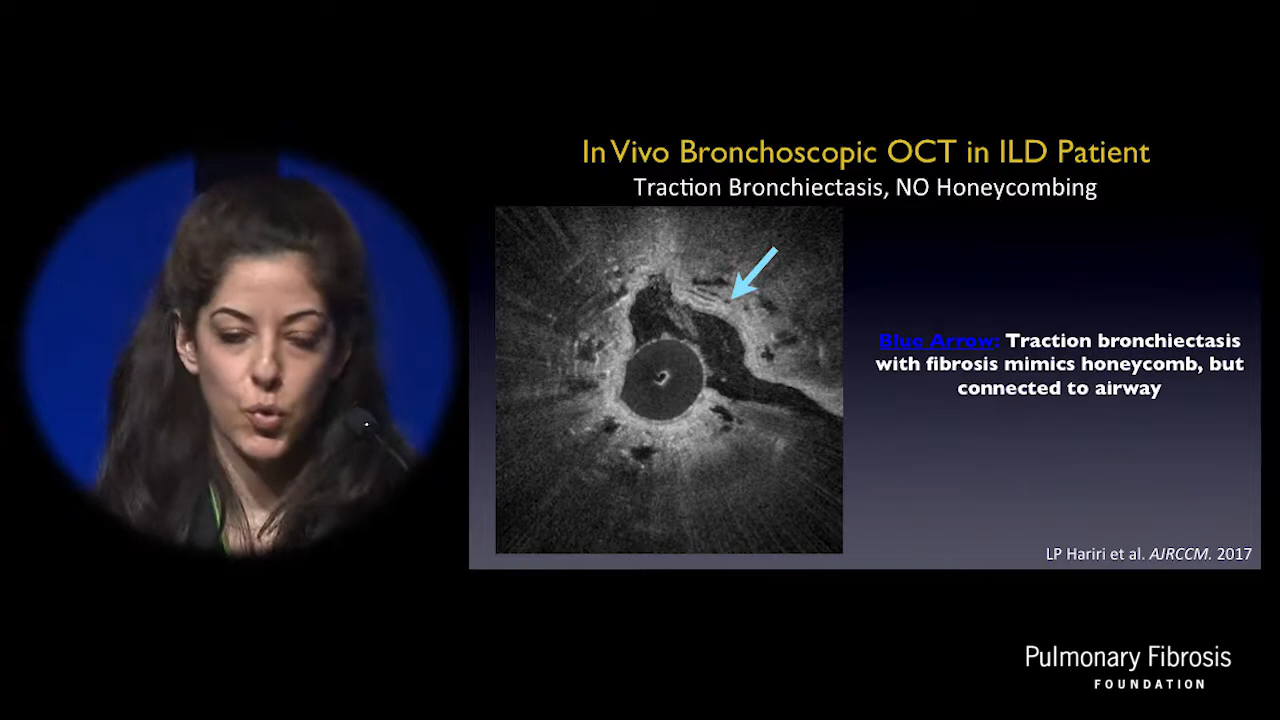 In Vivo Bronchoscopic OCT in ILD Patient
Traction Bronchiectasis, NO Honeycombing
Blue Arrow: Traction bronchiectasis
with fibrosis mimics honeycomb, but
connected to airway
LP Hariri et al. AJRCCM. 2017
Pulmonary Fibrosis
FOUNDATION